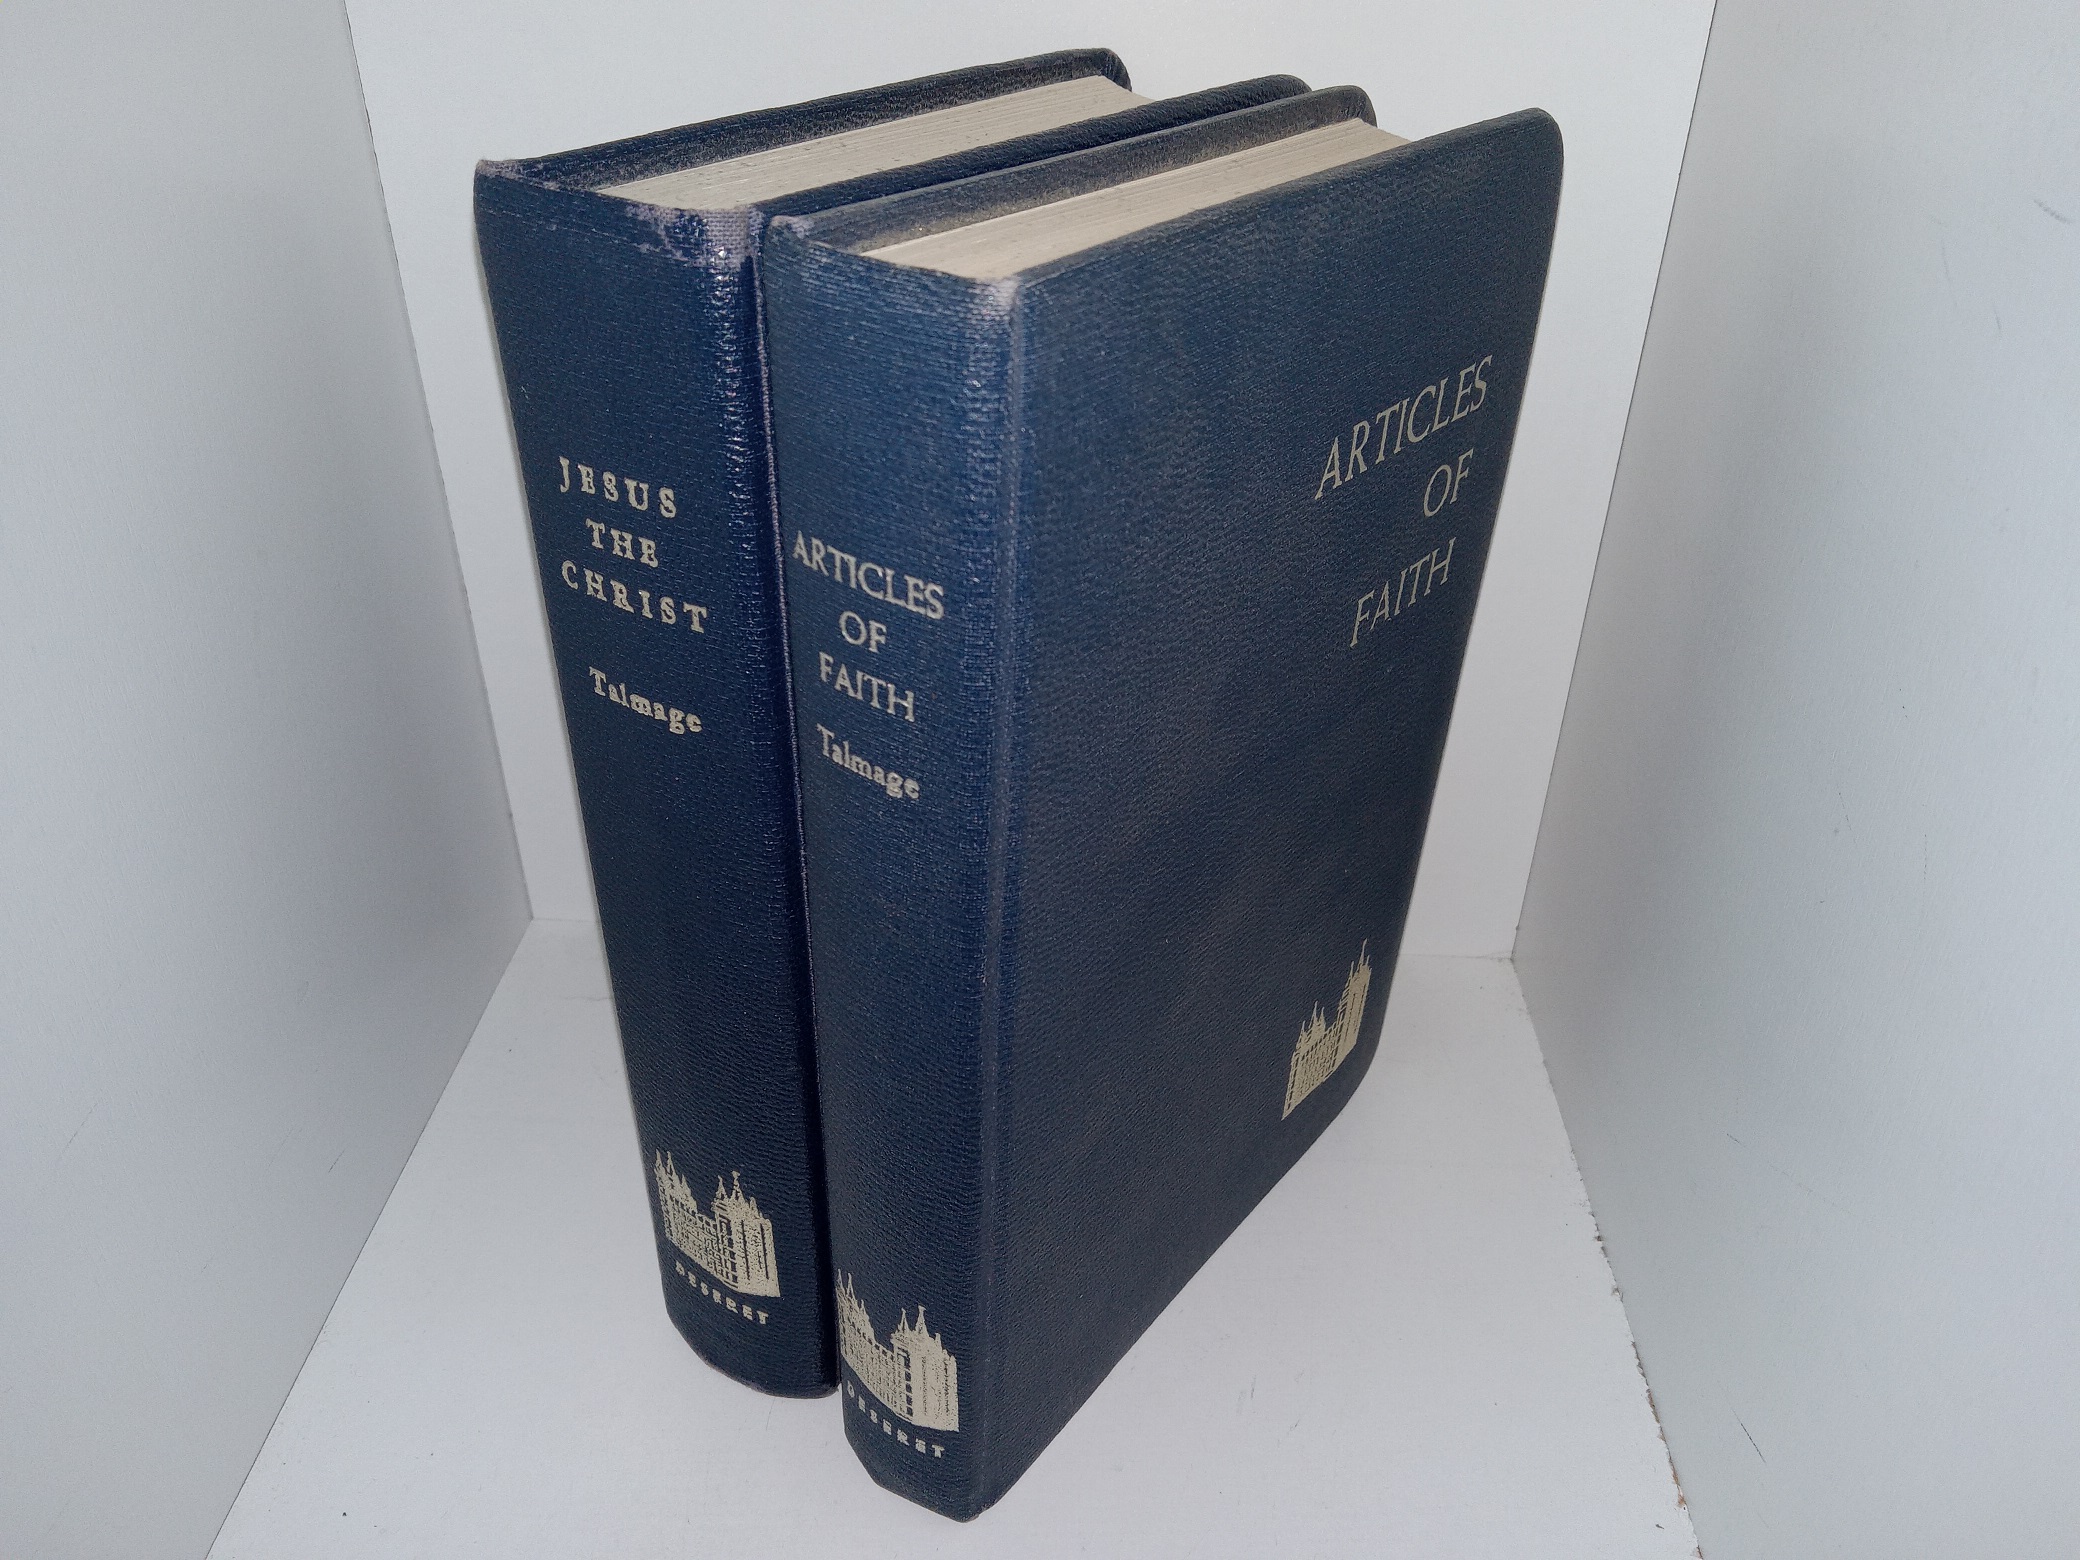 JESUS
THE
CHRIST
Talmage
DESERET
ARTICLES
OF
FAITH
Talmage
DESERET
ARTICLES
OF
FAITH